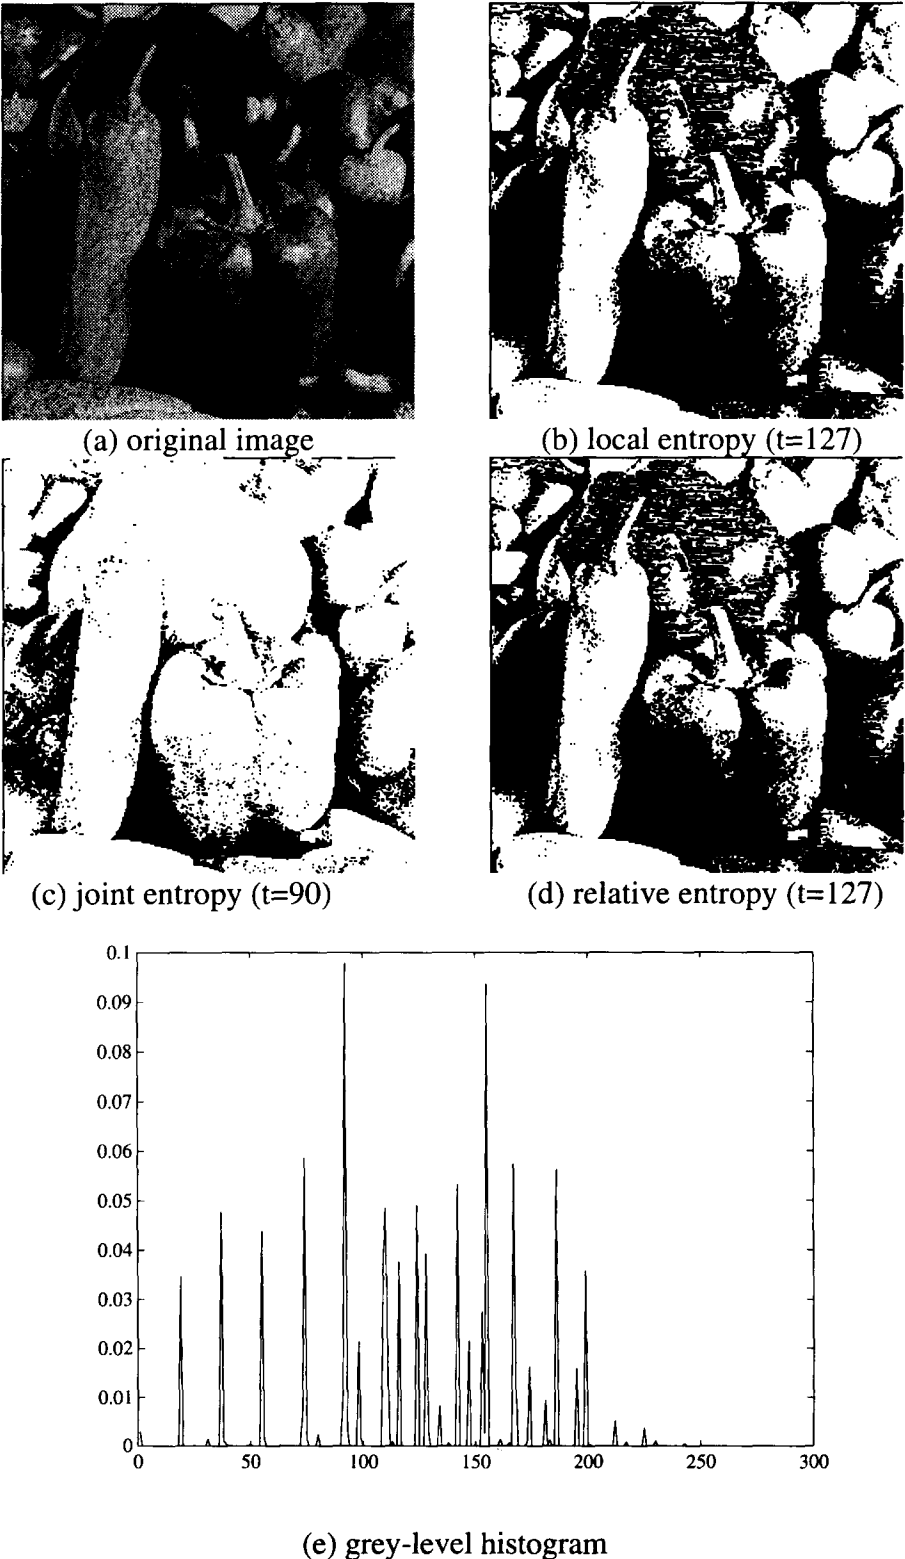 (a) original image
(b) local entropy (t=127)
(c) joint entropy (t=90)
(d) relative entropy (t=127)
0.1
0.09
0.08
0.07
0.06
0.05
0.04
0.03
0.02
0.01
0
0 50 100 150 200 250 300
(e) grey-level histogram